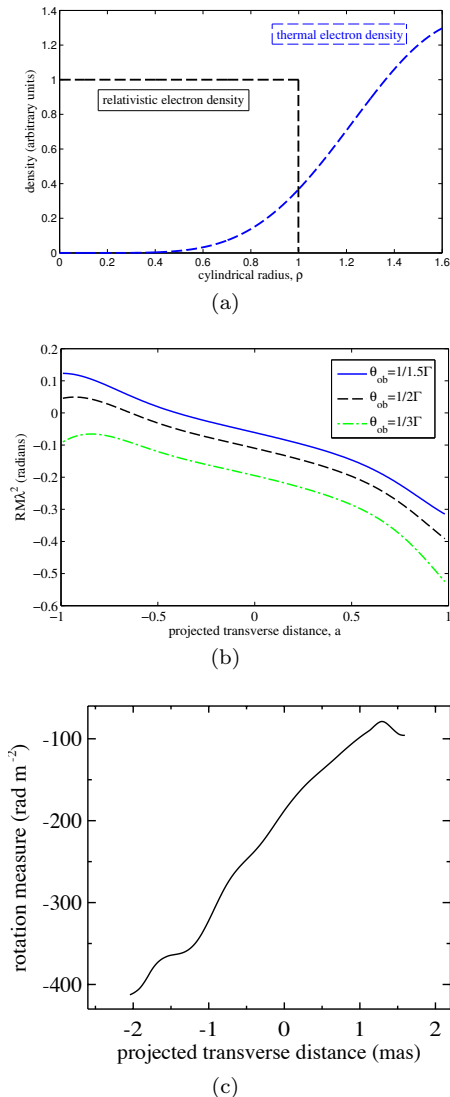 1.4
1.2
1
0.8
0.6
0.4
0.2
0
density (arbitrary units)
thermal electron density
relativistic electron density
0 0.2 0.4 0.6 0.8 1 1.2 1.4 1.6
cylindrical radius, ρ
(a)
0.2
0.1
0
−0.1
−0.2
−0.3
−0.4
−0.5
−0.6
RMλ² (radians)
θ_ob=1/1.5Γ
θ_ob=1/2Γ
θ_ob=1/3Γ
−1 −0.5 0 0.5 1
projected transverse distance, a
(b)
-100
-200
-300
-400
rotation measure (rad m⁻²)
-2 -1 0 1 2
projected transverse distance (mas)
(c)